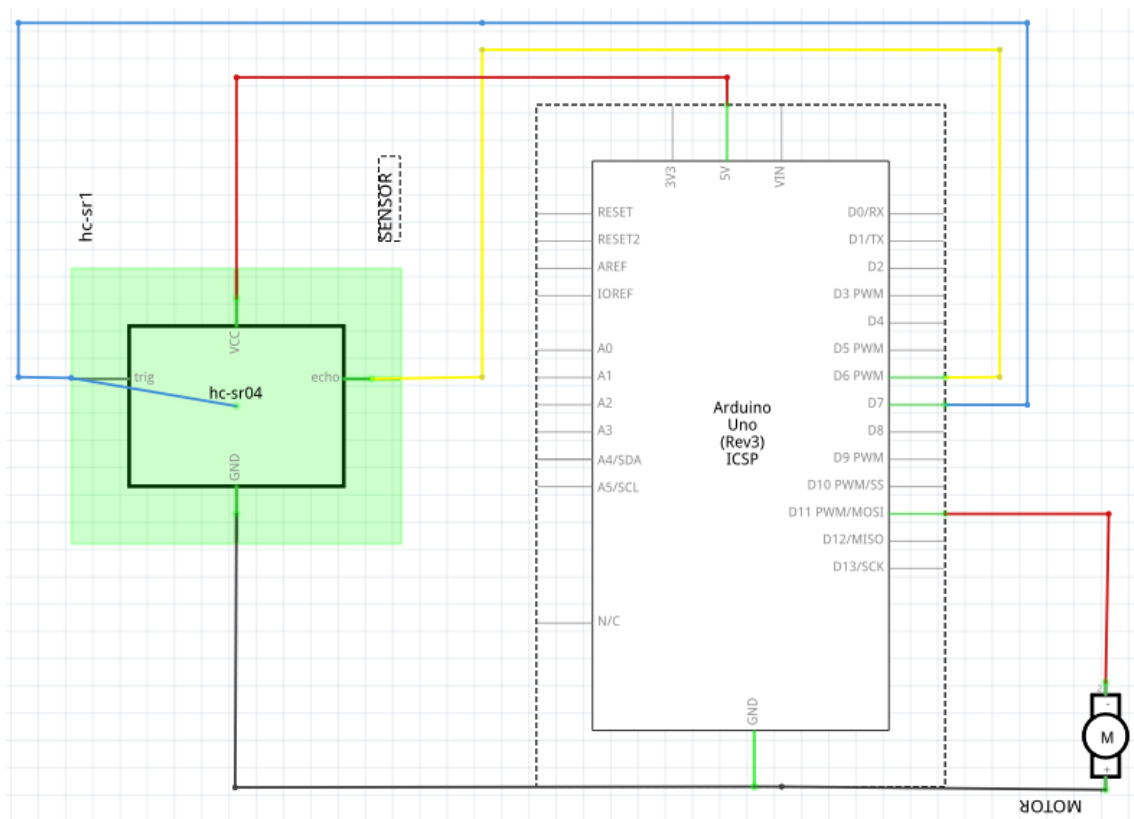 hc-sr1
SENSOR
VCC
trig
echo
hc-sr04
GND
3V3
5V
VIN
RESET
RESET2
AREF
IOREF
A0
A1
A2
A3
A4/SDA
A5/SCL
N/C
Arduino
Uno
(Rev3)
ICSP
D0/RX
D1/TX
D2
D3 PWM
D4
D5 PWM
D6 PWM
D7
D8
D9 PWM
D10 PWM/SS
D11 PWM/MOSI
D12/MISO
D13/SCK
GND
-
M
+
MOTOR